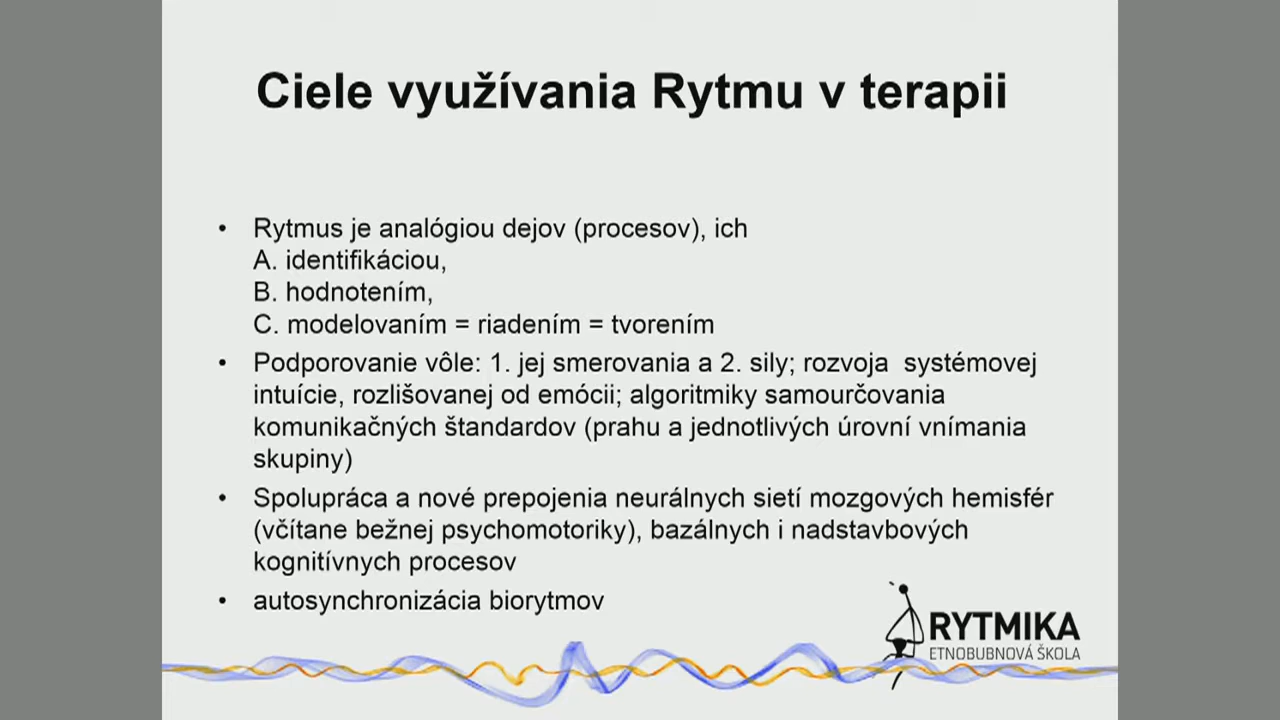 Ciele využívania Rytmu v terapii
• Rytmus je analógiou dejov (procesov), ich
A. identifikáciou,
B. hodnotením,
C. modelovaním = riadením = tvorením
• Podporovanie vôle: 1. jej smerovania a 2. sily; rozvoja systémovej
intuície, rozlišovanej od emócii; algoritmiky samourčovania
komunikačných štandardov (prahu a jednotlivých úrovní vnímania
skupiny)
• Spolupráca a nové prepojenia neurálnych sietí mozgových hemisfér
(včítane bežnej psychomotoriky), bazálnych i nadstavbových
kognitívnych procesov
• autosynchronizácia biorytmov
RYTMIKA
ETNOBUBNOVÁ ŠKOLA